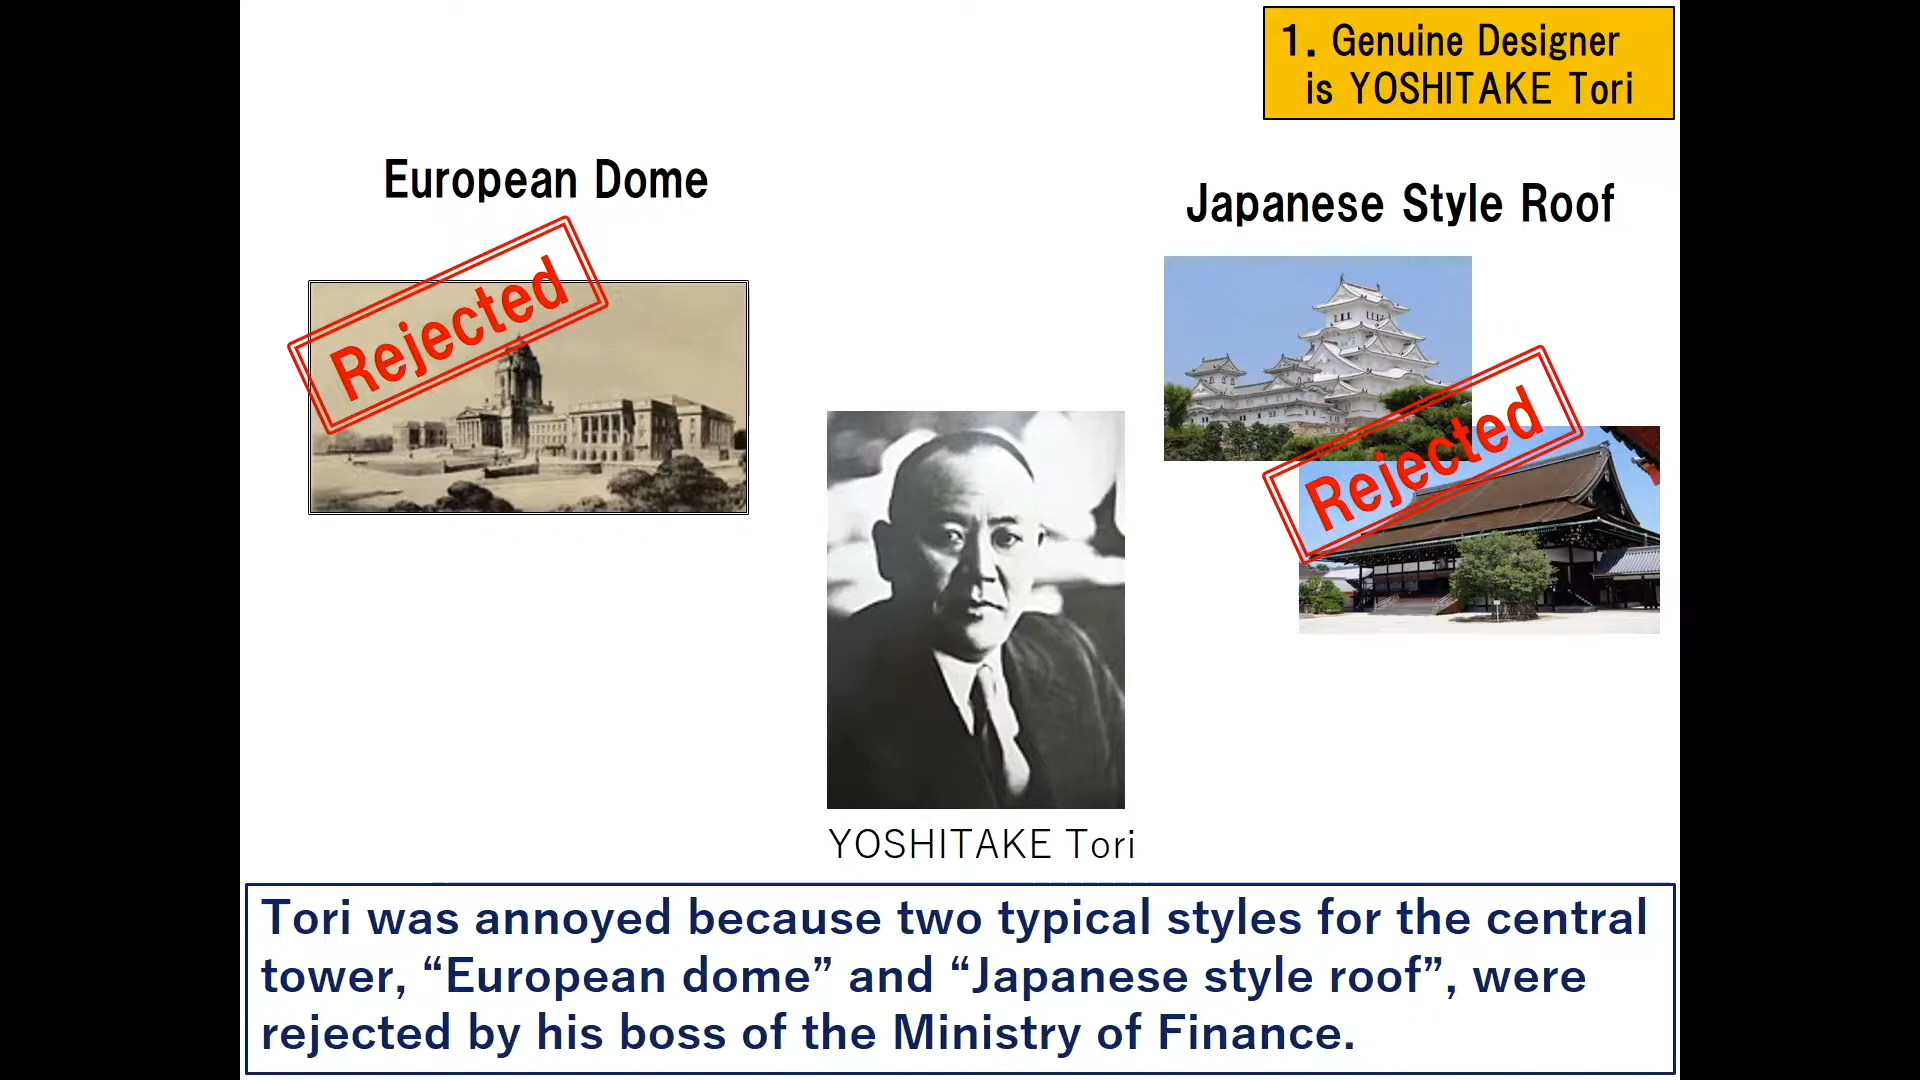 1. Genuine Designer
is YOSHITAKE Tori
European Dome
Japanese Style Roof
Rejected
Rejected
YOSHITAKE Tori
Tori was annoyed because two typical styles for the central
tower, “European dome” and “Japanese style roof”, were
rejected by his boss of the Ministry of Finance.